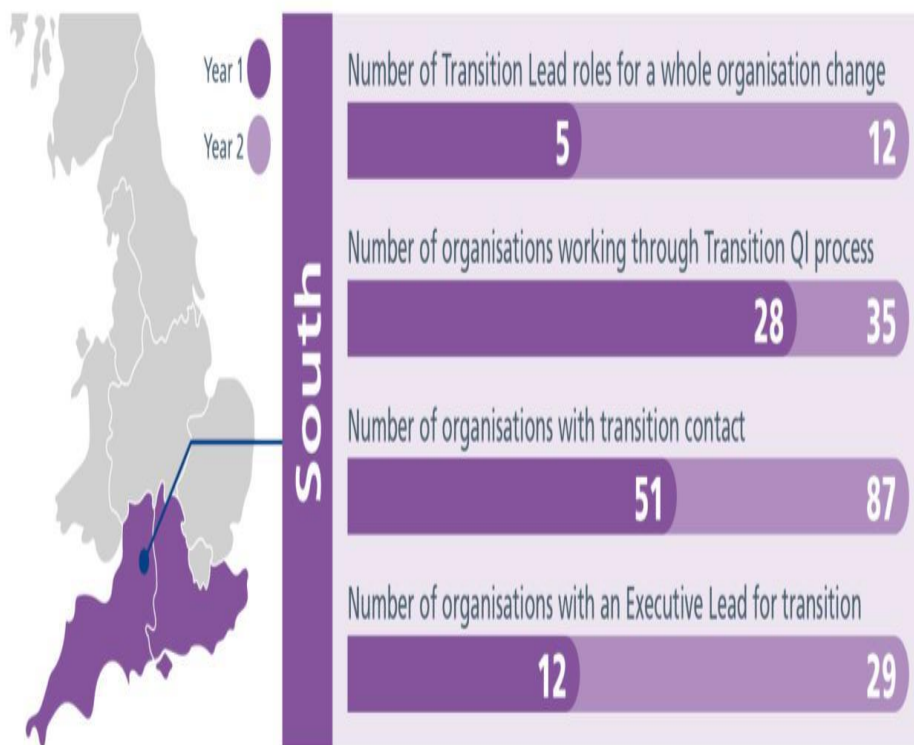 Year 1
Year 2
South
Number of Transition Lead roles for a whole organisation change
5 12
Number of organisations working through Transition QI process
28 35
Number of organisations with transition contact
51 87
Number of organisations with an Executive Lead for transition
12 29